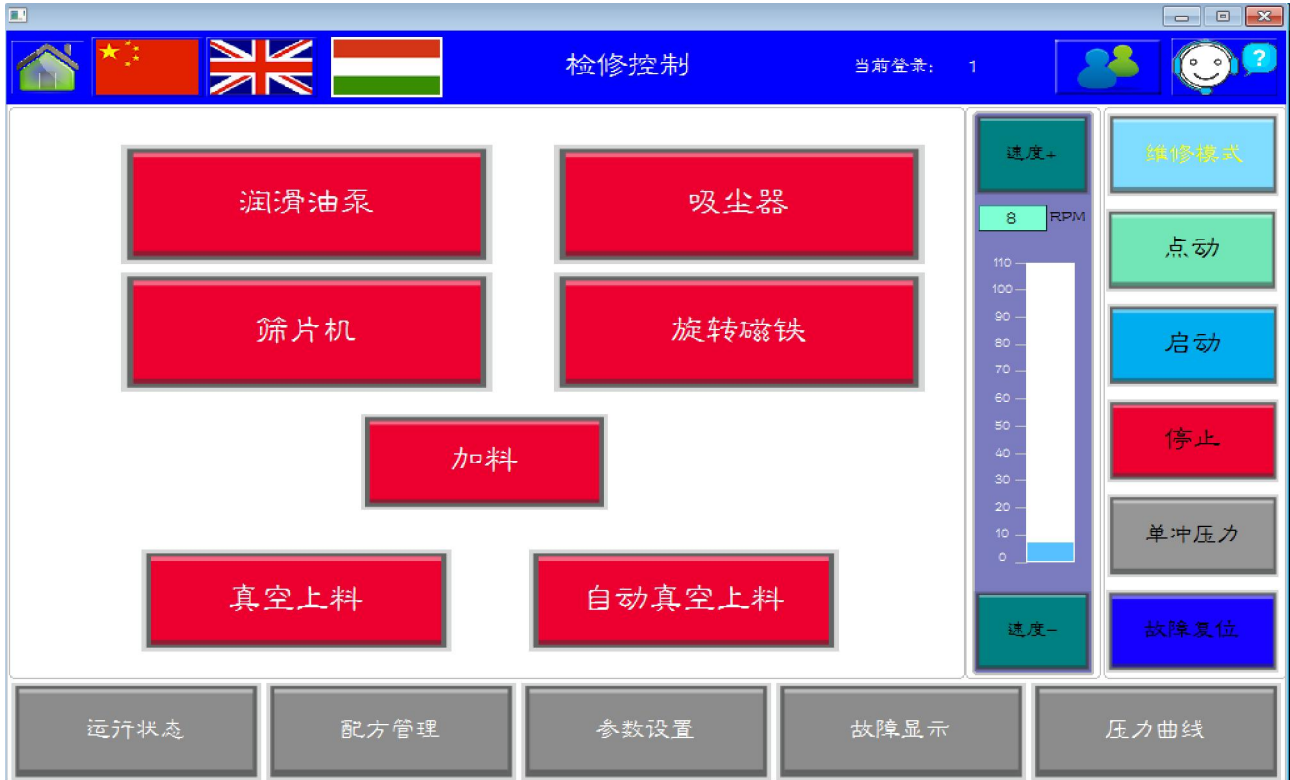 检修控制
当前登录: 1
?
润滑油泵
吸尘器
筛片机
旋转磁铁
加料
真空上料
自动真空上料
速度+
8 RPM
110
100
90
80
70
60
50
40
30
20
10
0
速度-
维修模式
点动
启动
停止
单冲压力
故障复位
运行状态
配方管理
参数设置
故障显示
压力曲线